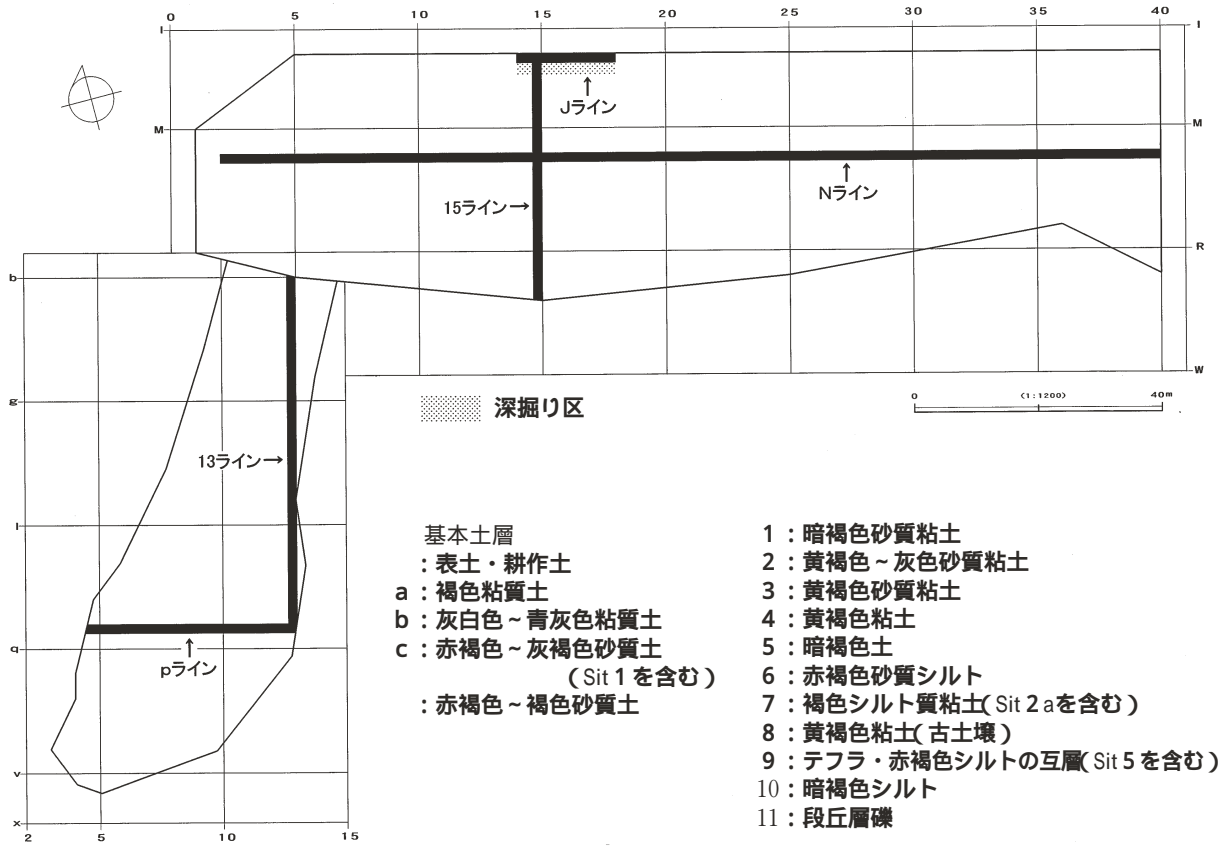 0 5 15 20 25 30 35 40
I I
Jライン
M M
Nライン
15ライン→
R R
W
b
g
13ライン→
l
q
pライン
v
x
2 5 10 15
深掘り区
0 (1:1200) 40m
基本土層
：表土・耕作土
a：褐色粘質土
b：灰白色～青灰色粘質土
c：赤褐色～灰褐色砂質土
（Sit 1を含む）
：赤褐色～褐色砂質土
1：暗褐色砂質粘土
2：黄褐色～灰色砂質粘土
3：黄褐色砂質粘土
4：黄褐色粘土
5：暗褐色土
6：赤褐色砂質シルト
7：褐色シルト質粘土（Sit 2aを含む）
8：黄褐色粘土（古土壌）
9：テフラ・赤褐色シルトの互層（Sit 5を含む）
10：暗褐色シルト
11：段丘層礫